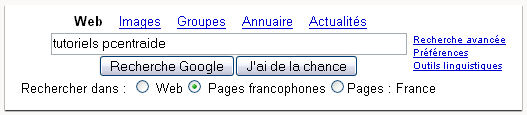 Web Images Groupes Annuaire Actualités
tutoriels pcentraide
Recherche avancée
Préférences
Outils linguistiques
Recherche Google J'ai de la chance
Rechercher dans : Web Pages francophones Pages : France